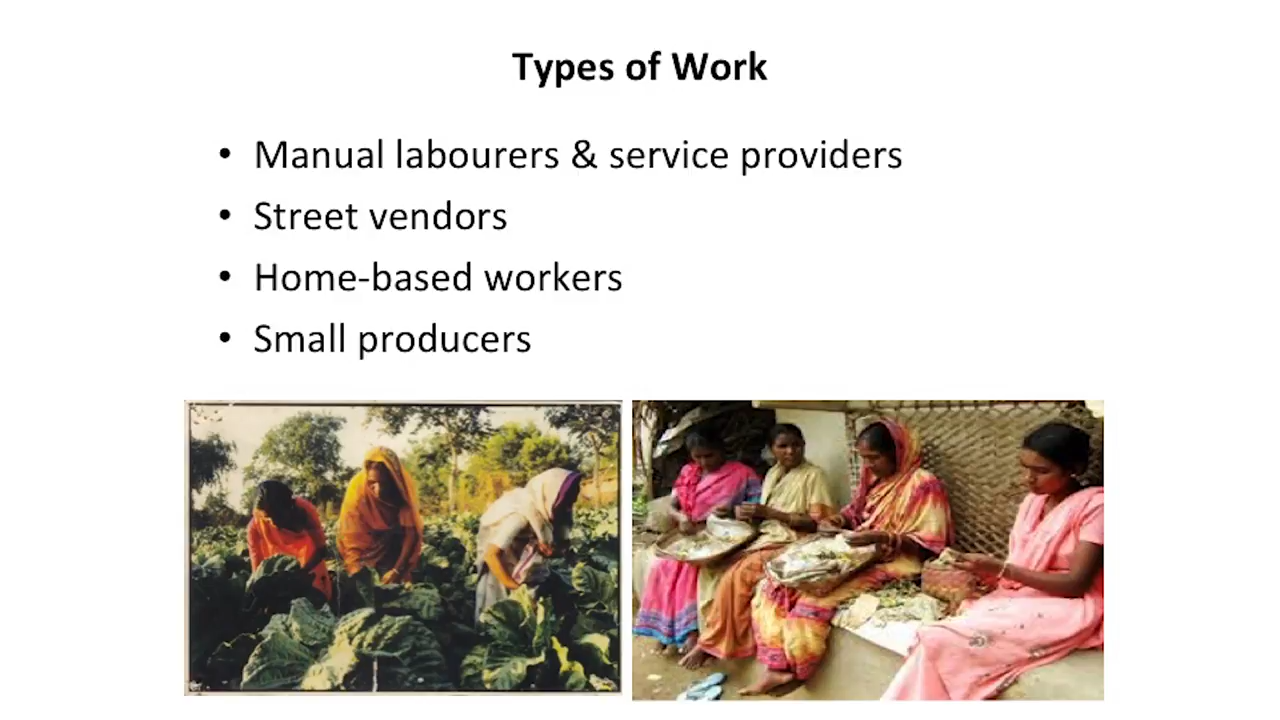 Types of Work
• Manual labourers & service providers
• Street vendors
• Home-based workers
• Small producers